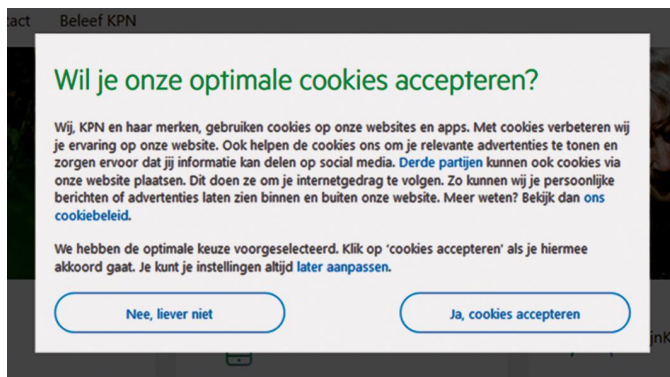 tact Beleef KPN
Wil je onze optimale cookies accepteren?
Wij, KPN en haar merken, gebruiken cookies op onze websites en apps. Met cookies verbeteren wij
je ervaring op onze website. Ook helpen de cookies ons om je relevante advertenties te tonen en
zorgen ervoor dat jij informatie kan delen op social media. Derde partijen kunnen ook cookies via
onze website plaatsen. Dit doen ze om je internetgedrag te volgen. Zo kunnen wij je persoonlijke
berichten of advertenties laten zien binnen en buiten onze website. Meer weten? Bekijk dan ons
cookiebeleid.
We hebben de optimale keuze voorgeselecteerd. Klik op 'cookies accepteren' als je hiermee
akkoord gaat. Je kunt je instellingen altijd later aanpassen.
Nee, liever niet
Ja, cookies accepteren